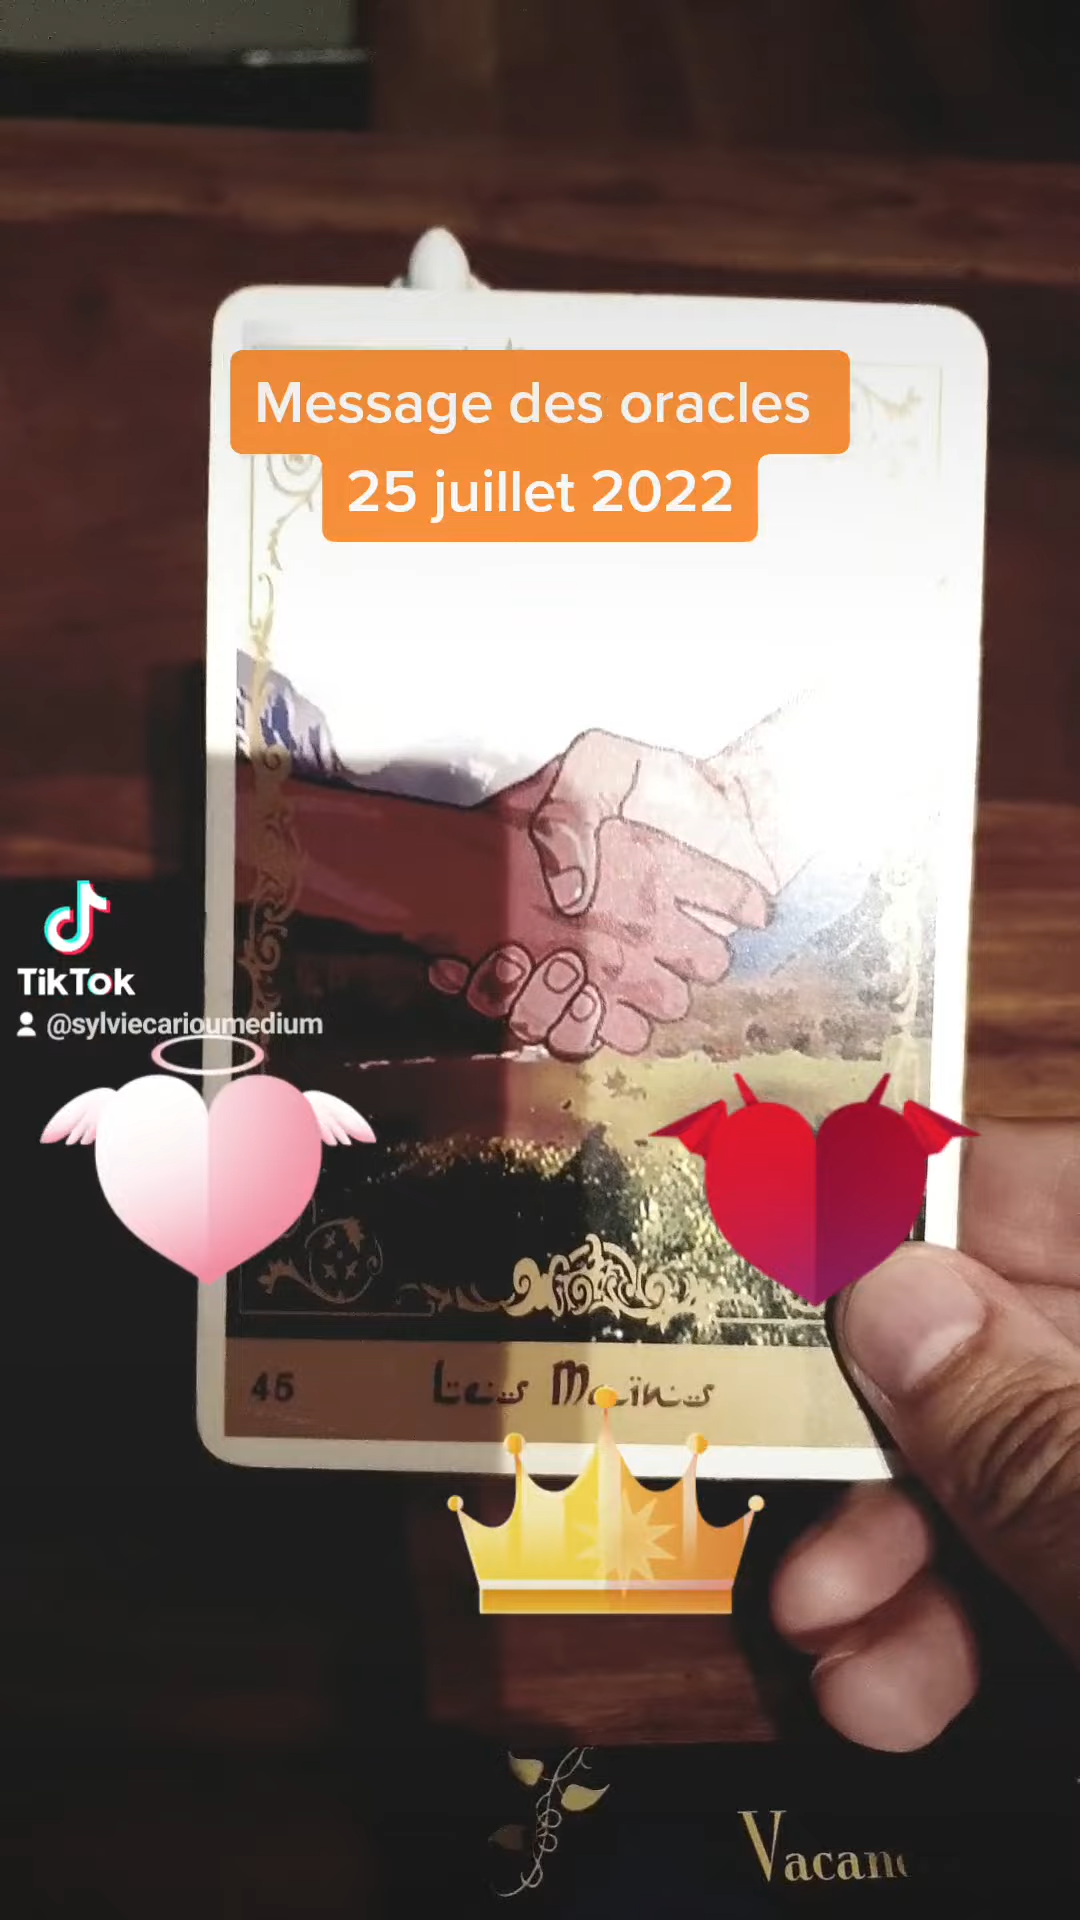 Message des oracles
25 juillet 2022
TikTok
@sylviecarioumedium
45 Les Mains